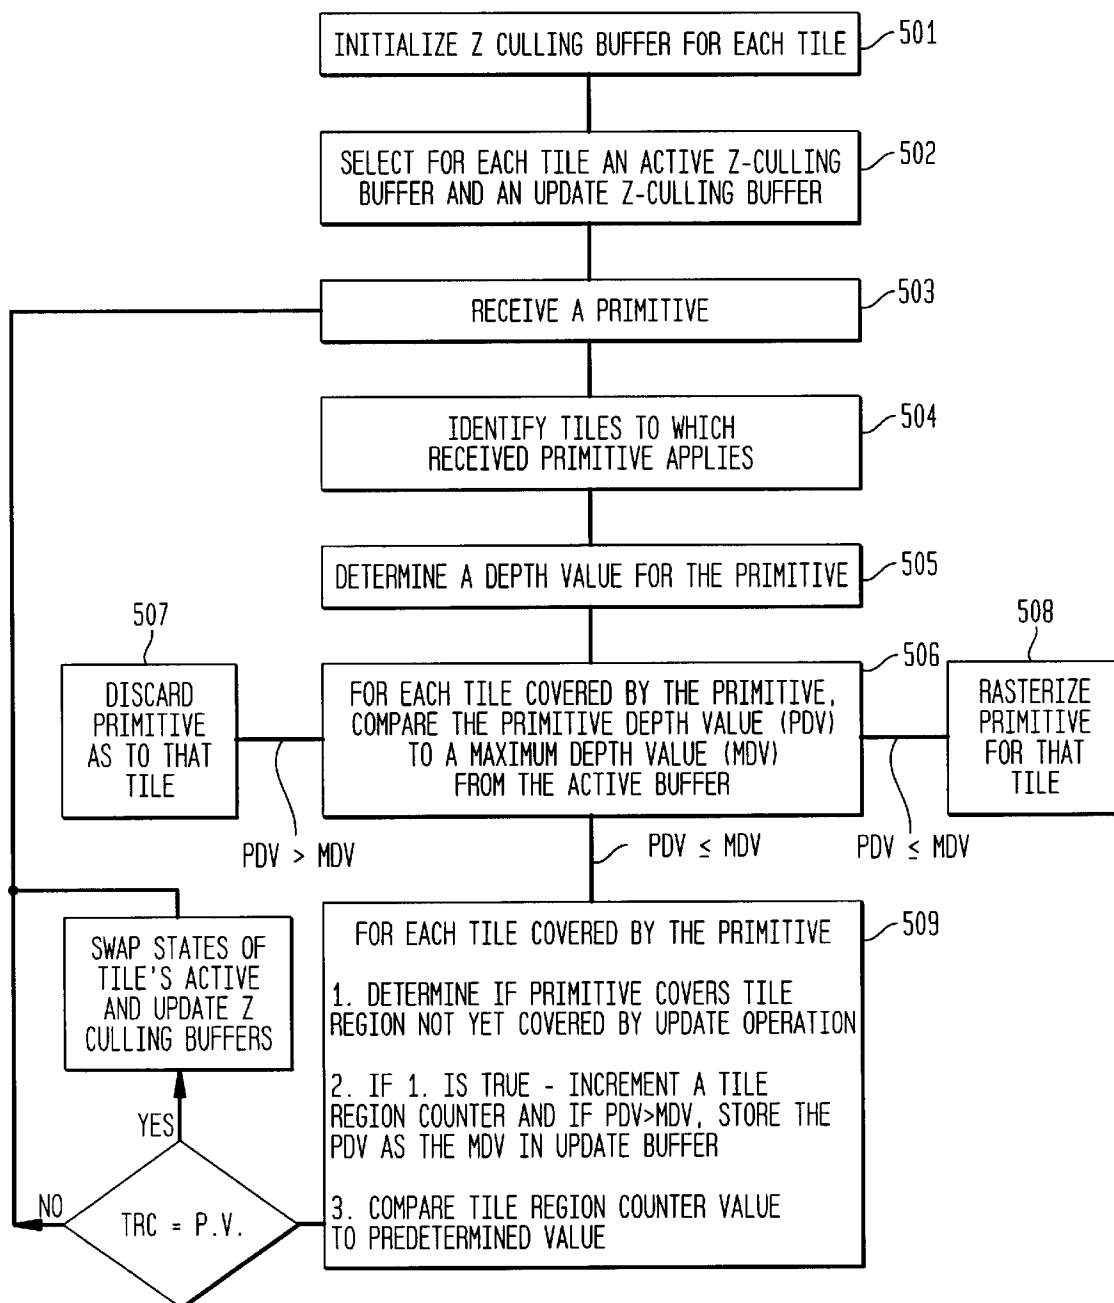 INITIALIZE Z CULLING BUFFER FOR EACH TILE
501
SELECT FOR EACH TILE AN ACTIVE Z-CULLING
BUFFER AND AN UPDATE Z-CULLING BUFFER
502
RECEIVE A PRIMITIVE
503
IDENTIFY TILES TO WHICH
RECEIVED PRIMITIVE APPLIES
504
DETERMINE A DEPTH VALUE FOR THE PRIMITIVE
505
507
DISCARD
PRIMITIVE
AS TO THAT
TILE
FOR EACH TILE COVERED BY THE PRIMITIVE,
COMPARE THE PRIMITIVE DEPTH VALUE (PDV)
TO A MAXIMUM DEPTH VALUE (MDV)
FROM THE ACTIVE BUFFER
506
508
RASTERIZE
PRIMITIVE
FOR THAT
TILE
PDV > MDV
PDV ≤ MDV
PDV ≤ MDV
FOR EACH TILE COVERED BY THE PRIMITIVE
1. DETERMINE IF PRIMITIVE COVERS TILE
REGION NOT YET COVERED BY UPDATE OPERATION
2. IF 1. IS TRUE - INCREMENT A TILE
REGION COUNTER AND IF PDV>MDV, STORE THE
PDV AS THE MDV IN UPDATE BUFFER
3. COMPARE TILE REGION COUNTER VALUE
TO PREDETERMINED VALUE
509
SWAP STATES OF
TILE'S ACTIVE
AND UPDATE Z
CULLING BUFFERS
YES
NO
TRC = P.V.